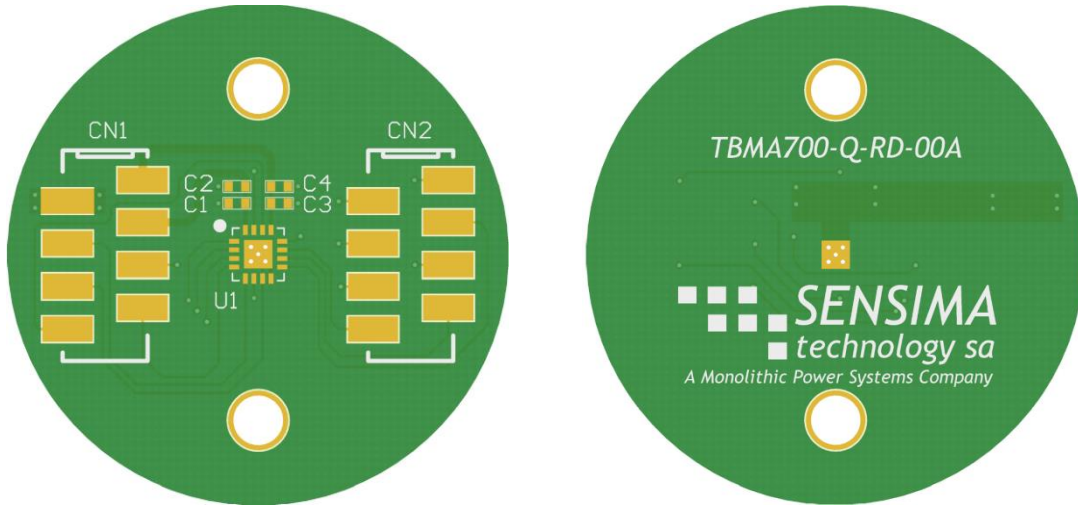 CN1
CN2
C2
C4
C1
C3
U1
TBMA700-Q-RD-00A
SENSIMA
technology sa
A Monolithic Power Systems Company